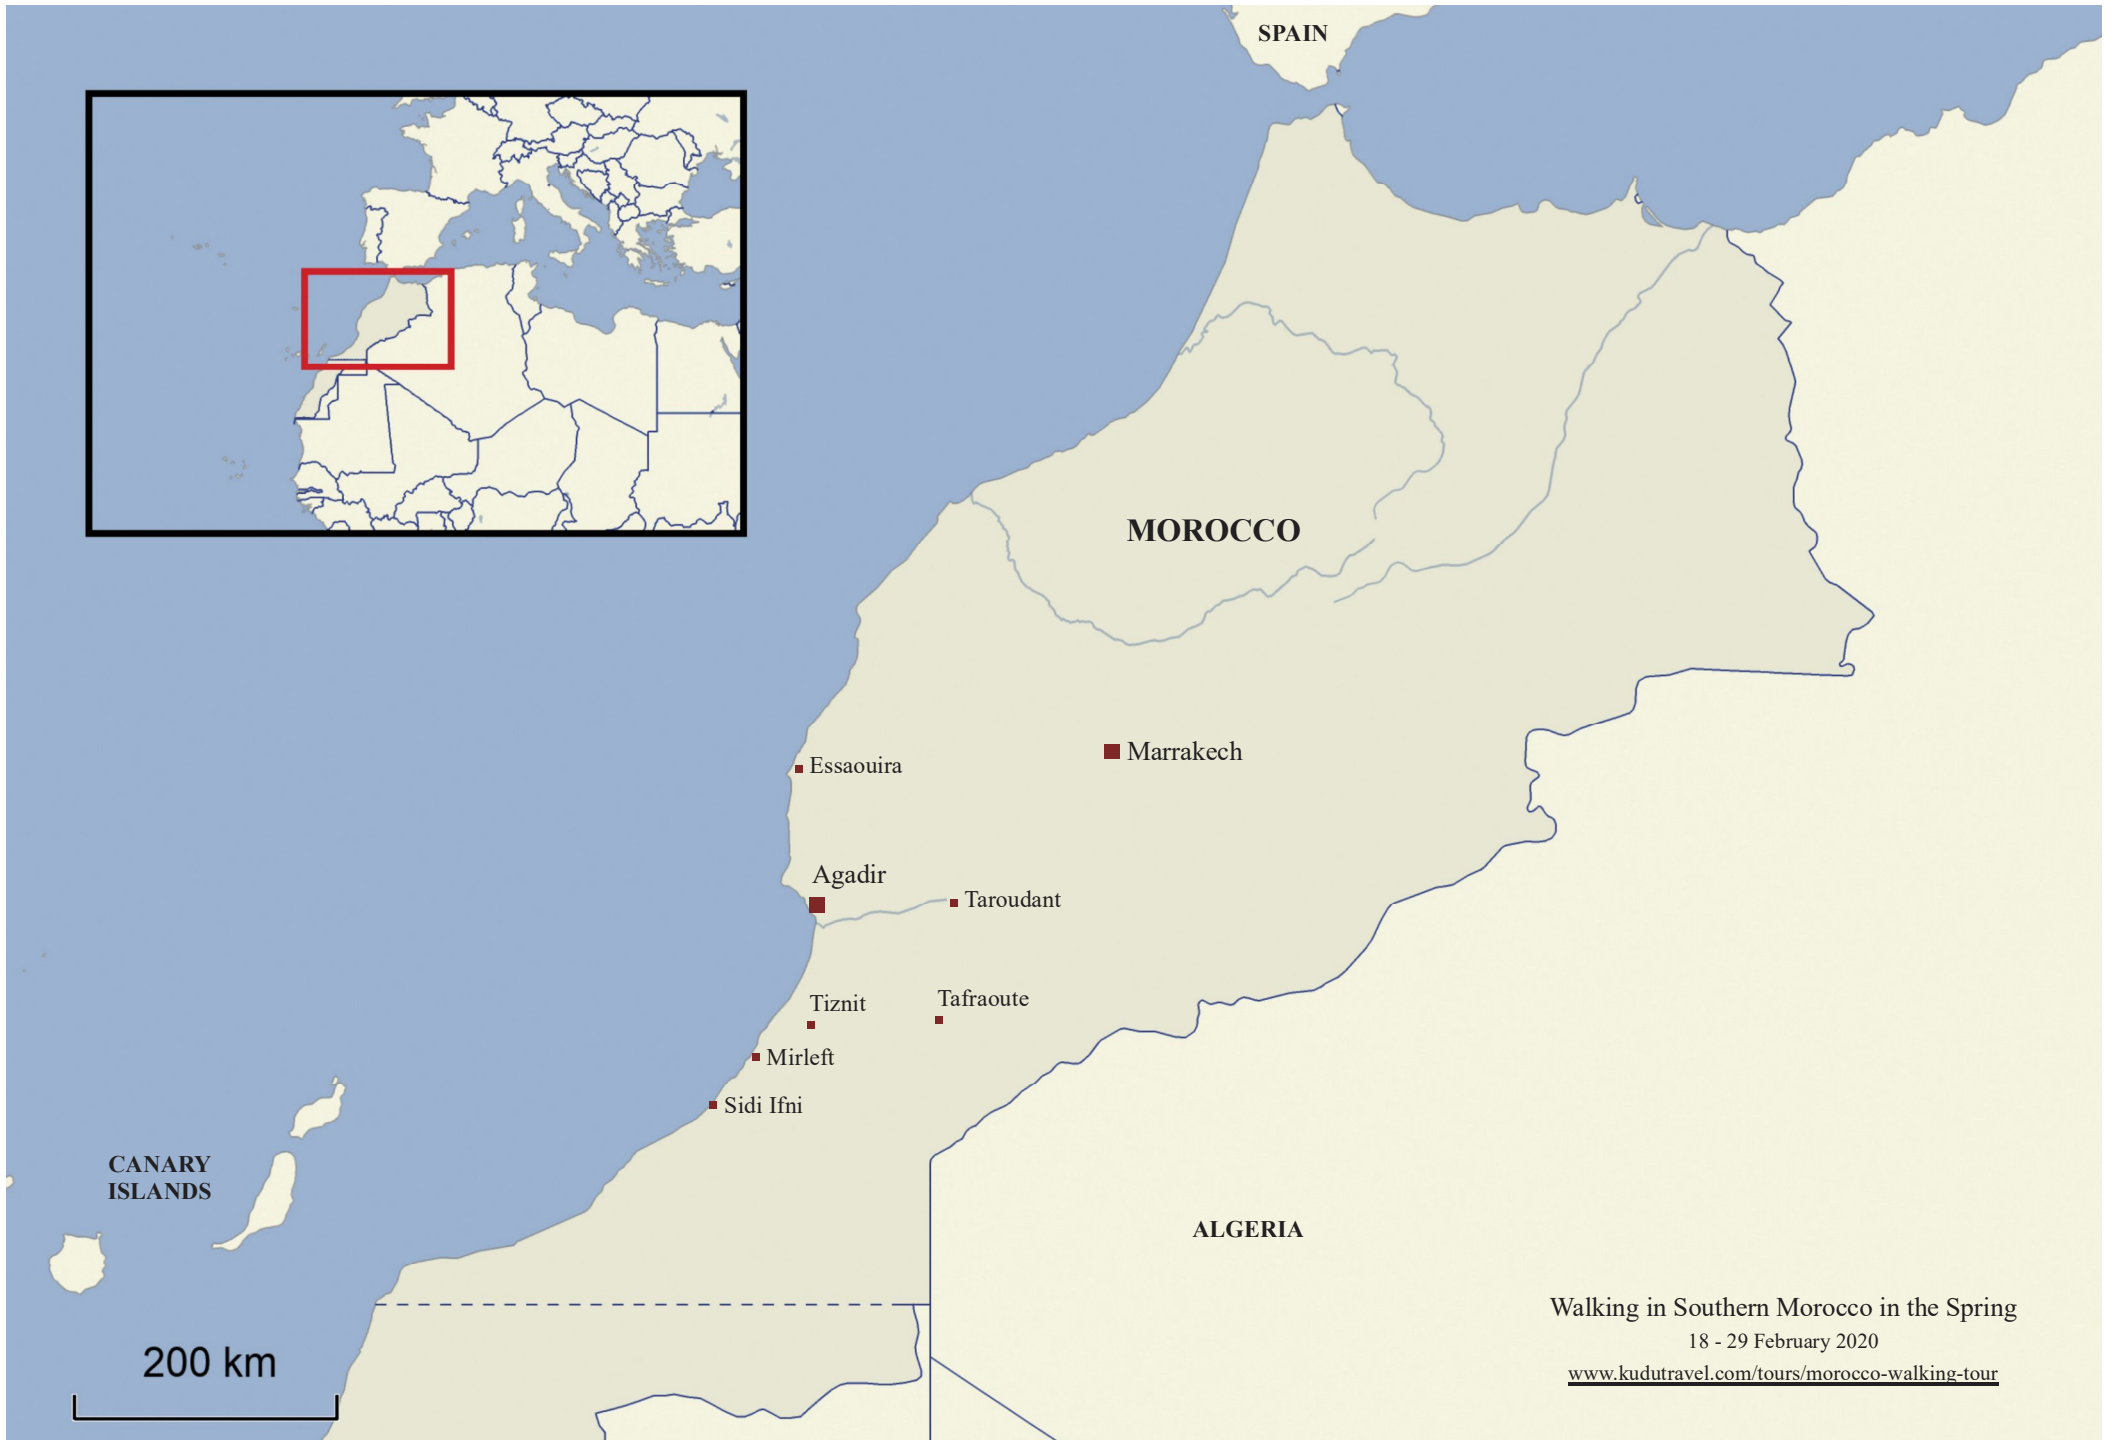 SPAIN
MOROCCO
Essaouira
Marrakech
Agadir
Taroudant
Tiznit
Tafraoute
Mirleft
Sidi Ifni
CANARY
ISLANDS
ALGERIA
Walking in Southern Morocco in the Spring
18 - 29 February 2020
www.kudutravel.com/tours/morocco-walking-tour
200 km